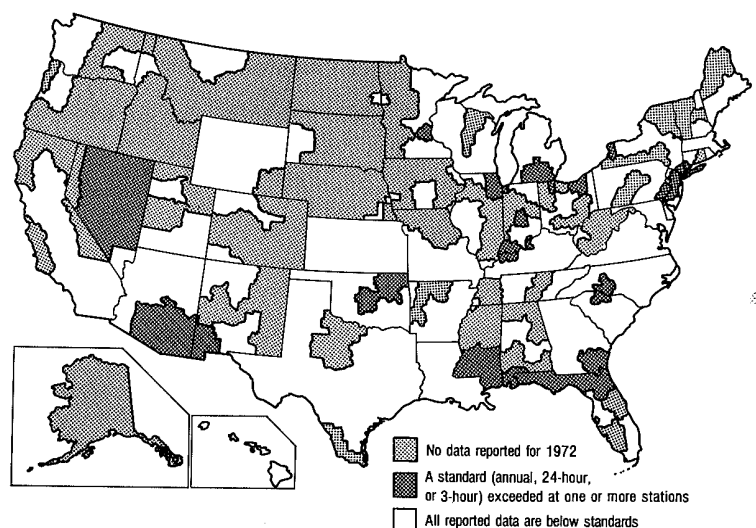 No data reported for 1972
A standard (annual, 24-hour,
or 3-hour) exceeded at one or more stations
All reported data are below standards